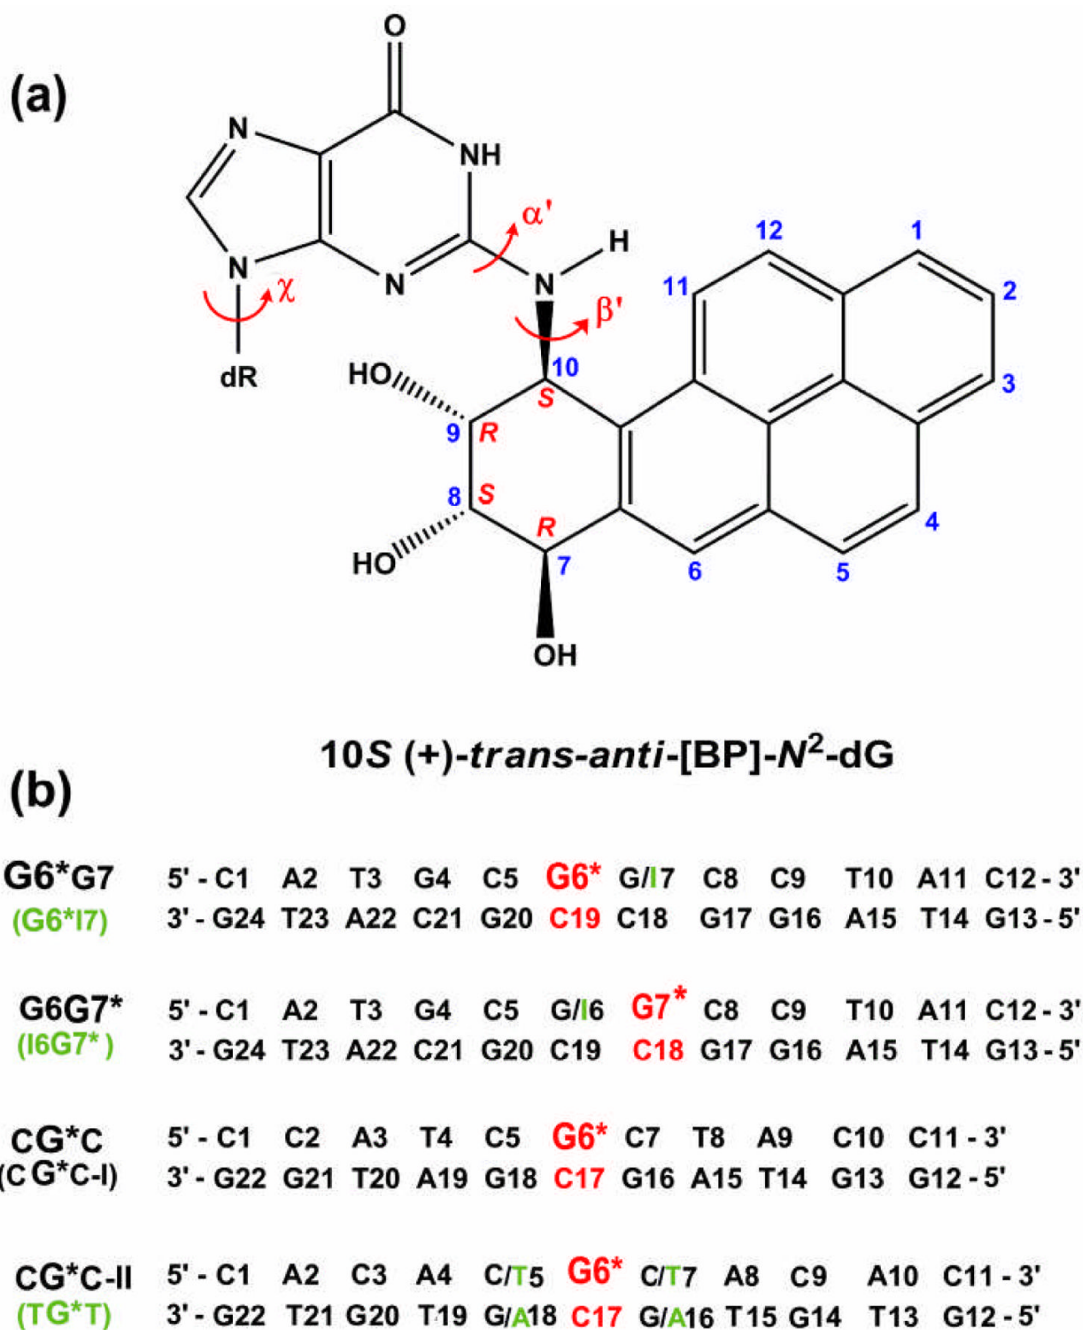 (a)
O
N
NH
N
N
α'
H
N
χ
β'
dR
HO
10
S
9
R
8
S
HO
R
7
OH
11
12
1
2
3
4
5
6
10S (+)-trans-anti-[BP]-N²-dG
(b)
G6*G7 5' - C1 A2 T3 G4 C5 G6* G/I7 C8 C9 T10 A11 C12 - 3'
(G6*I7) 3' - G24 T23 A22 C21 G20 C19 C18 G17 G16 A15 T14 G13 - 5'
G6G7* 5' - C1 A2 T3 G4 C5 G/I6 G7* C8 C9 T10 A11 C12 - 3'
(I6G7*) 3' - G24 T23 A22 C21 G20 C19 C18 G17 G16 A15 T14 G13 - 5'
CG*C 5' - C1 C2 A3 T4 C5 G6* C7 T8 A9 C10 C11 - 3'
(CG*C-I) 3' - G22 G21 T20 A19 G18 C17 G16 A15 T14 G13 G12 - 5'
CG*C-II 5' - C1 A2 C3 A4 C/T5 G6* C/T7 A8 C9 A10 C11 - 3'
(TG*T) 3' - G22 T21 G20 T19 G/A18 C17 G/A16 T15 G14 T13 G12 - 5'